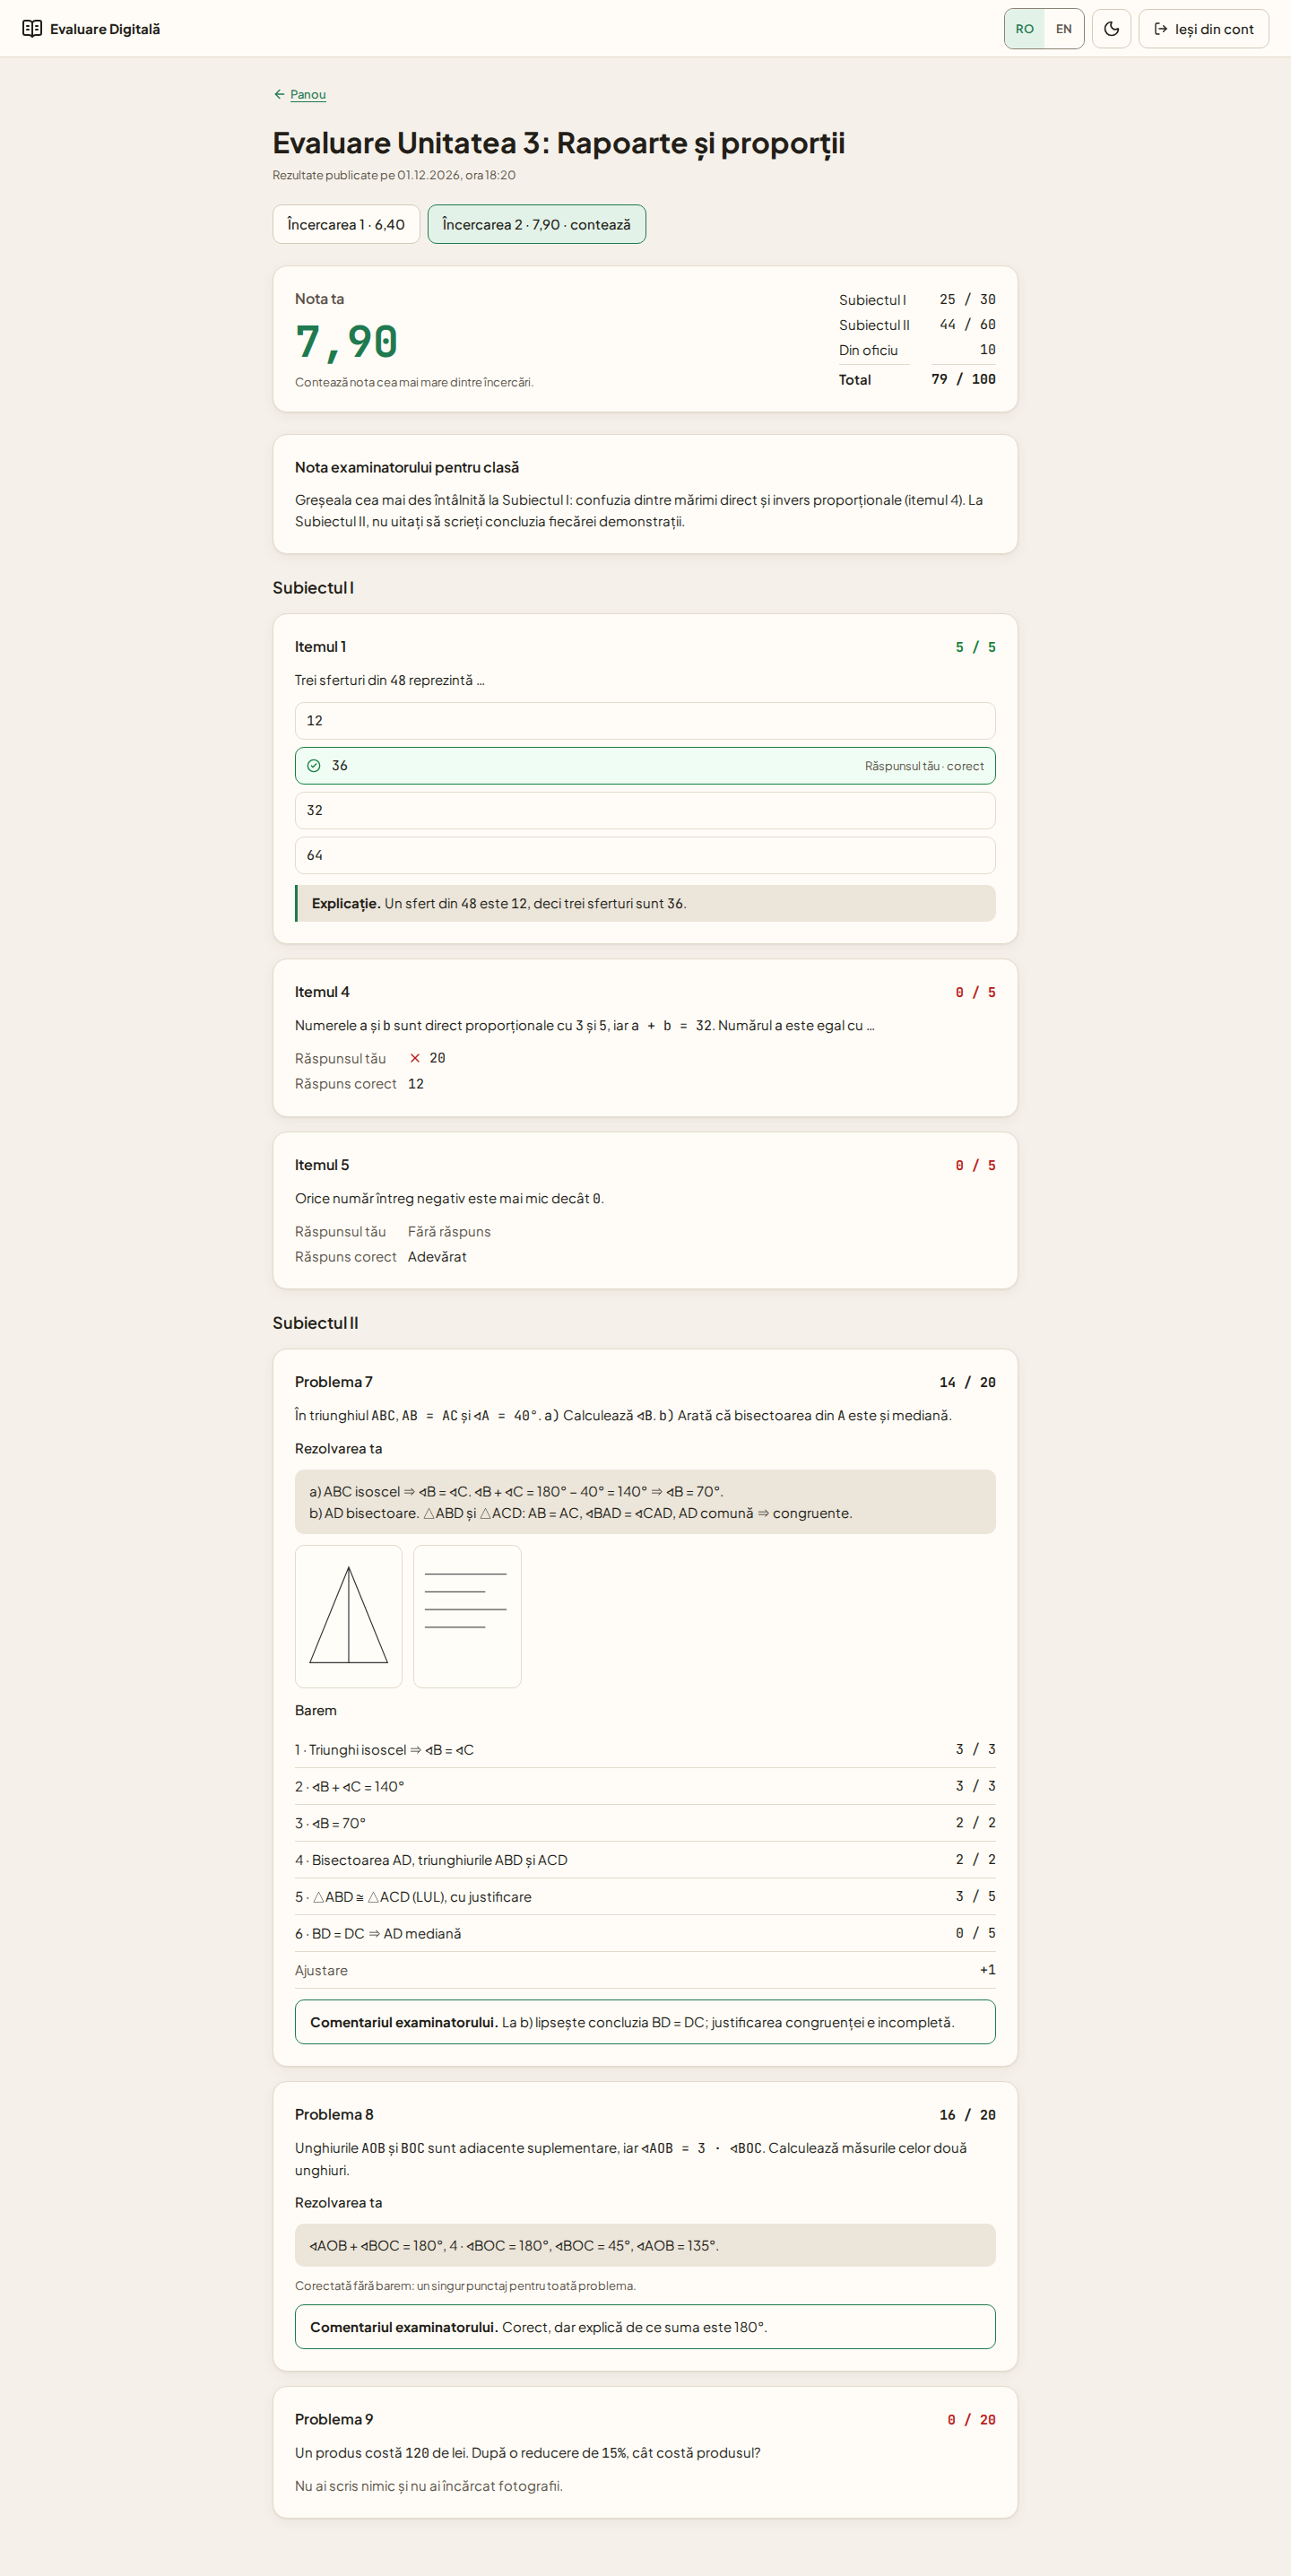 Evaluare Digitală
RO EN
Ieși din cont
Panou
Evaluare Unitatea 3: Rapoarte și proporții
Rezultate publicate pe 01.12.2026, ora 18:20
Încercarea 1 · 6,40
Încercarea 2 · 7,90 · contează
Nota ta
7,90
Contează nota cea mai mare dintre încercări.
Subiectul I 25 / 30
Subiectul II 44 / 60
Din oficiu 10
Total 79 / 100
Nota examinatorului pentru clasă
Greșeala cea mai des întâlnită la Subiectul I: confuzia dintre mărimi direct și invers proporționale (itemul 4). La
Subiectul II, nu uitați să scrieți concluzia fiecărei demonstrații.
Subiectul I
Itemul 1 5 / 5
Trei sferturi din 48 reprezintă …
12
36 Răspunsul tău · corect
32
64
Explicație. Un sfert din 48 este 12, deci trei sferturi sunt 36.
Itemul 4 0 / 5
Numerele a și b sunt direct proporționale cu 3 și 5, iar a + b = 32. Numărul a este egal cu …
Răspunsul tău × 20
Răspuns corect 12
Itemul 5 0 / 5
Orice număr întreg negativ este mai mic decât 0.
Răspunsul tău Fără răspuns
Răspuns corect Adevărat
Subiectul II
Problema 7 14 / 20
În triunghiul ABC, AB = AC și ∢A = 40°. a) Calculează ∢B. b) Arată că bisectoarea din A este și mediană.
Rezolvarea ta
a) ABC isoscel ⇒ ∢B = ∢C. ∢B + ∢C = 180° − 40° = 140° ⇒ ∢B = 70°.
b) AD bisectoare. △ABD și △ACD: AB = AC, ∢BAD = ∢CAD, AD comună ⇒ congruente.
Barem
1 · Triunghi isoscel ⇒ ∢B = ∢C 3 / 3
2 · ∢B + ∢C = 140° 3 / 3
3 · ∢B = 70° 2 / 2
4 · Bisectoarea AD, triunghiurile ABD și ACD 2 / 2
5 · △ABD ≅ △ACD (LUL), cu justificare 3 / 5
6 · BD = DC ⇒ AD mediană 0 / 5
Ajustare +1
Comentariul examinatorului. La b) lipsește concluzia BD = DC; justificarea congruenței e incompletă.
Problema 8 16 / 20
Unghiurile AOB și BOC sunt adiacente suplementare, iar ∢AOB = 3 · ∢BOC. Calculează măsurile celor două
unghiuri.
Rezolvarea ta
∢AOB + ∢BOC = 180°, 4 · ∢BOC = 180°, ∢BOC = 45°, ∢AOB = 135°.
Corectată fără barem: un singur punctaj pentru toată problema.
Comentariul examinatorului. Corect, dar explică de ce suma este 180°.
Problema 9 0 / 20
Un produs costă 120 de lei. După o reducere de 15%, cât costă produsul?
Nu ai scris nimic și nu ai încărcat fotografii.